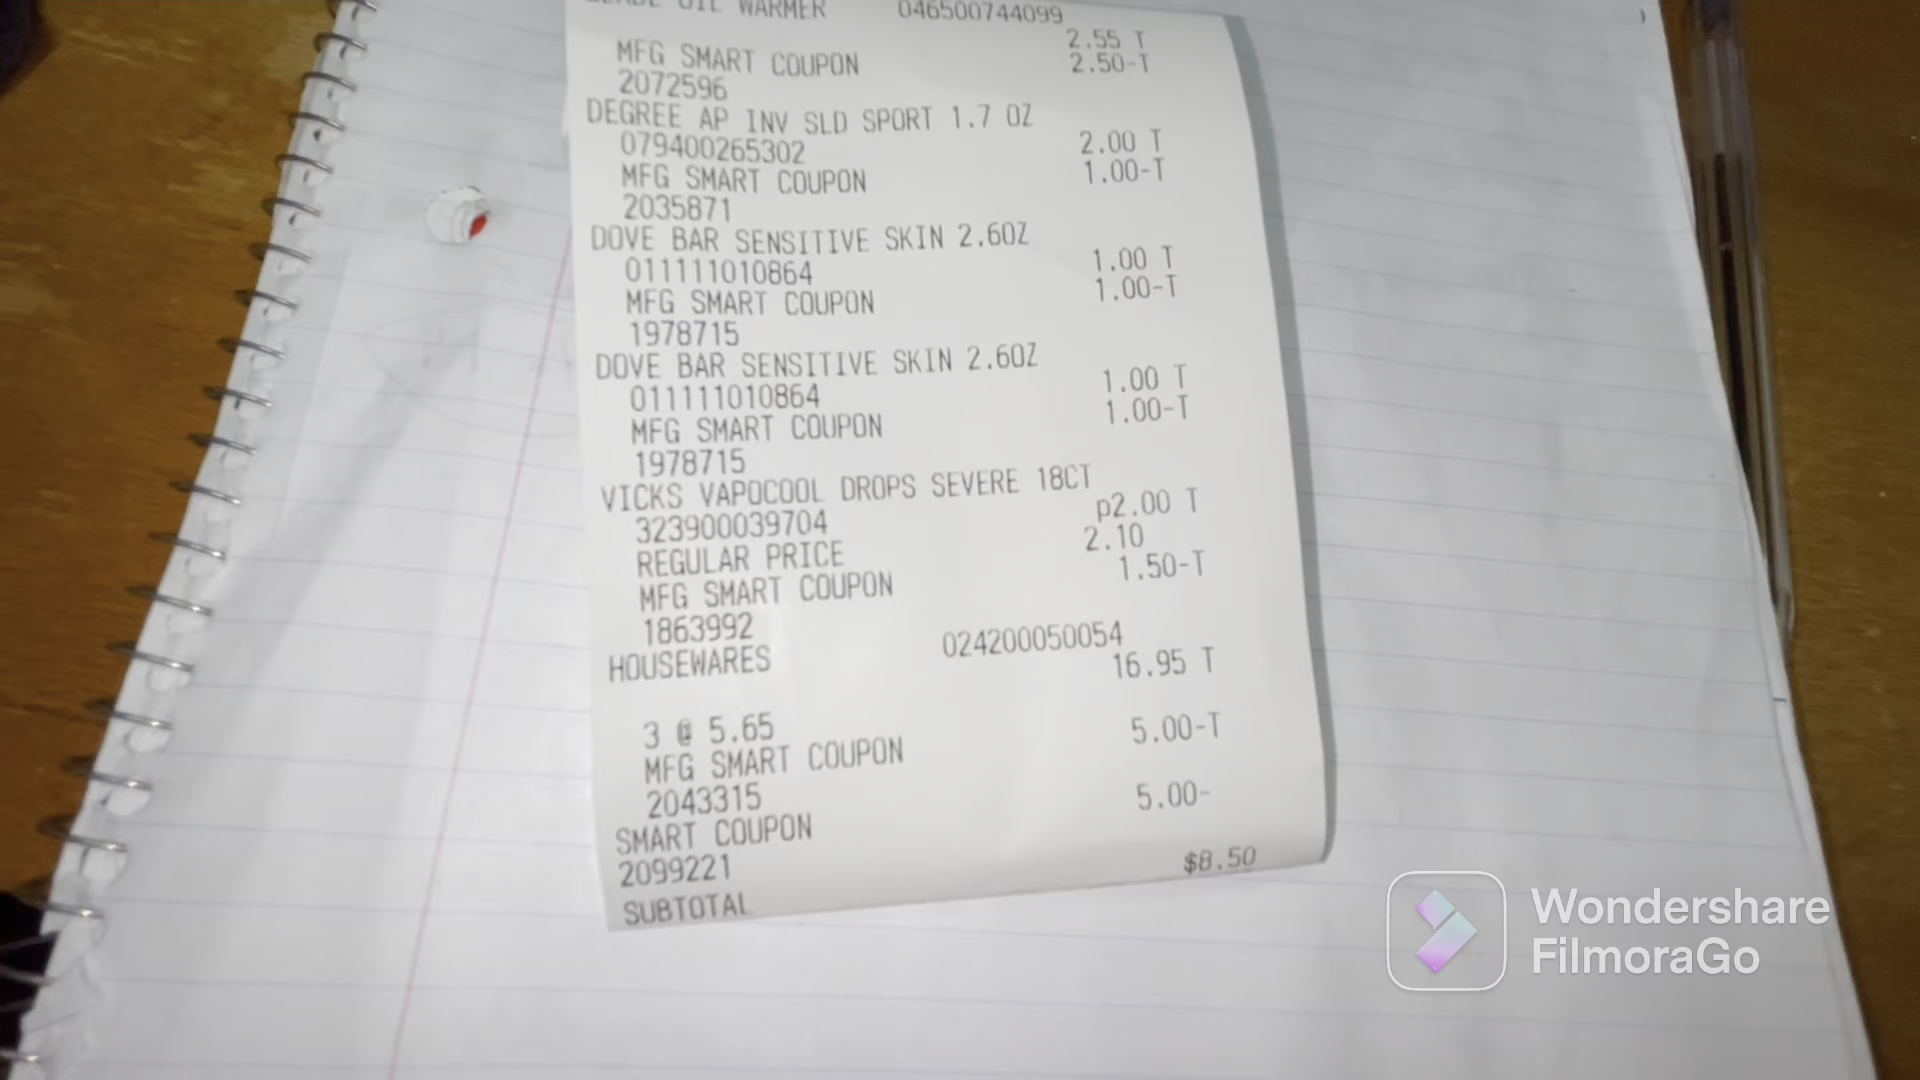 OIL WARMER 046500744099
2.55 T
MFG SMART COUPON 2.50-T
2072596
DEGREE AP INV SLD SPORT 1.7 OZ
079400265302 2.00 T
MFG SMART COUPON 1.00-T
2035871
DOVE BAR SENSITIVE SKIN 2.6OZ
011111010864 1.00 T
MFG SMART COUPON 1.00-T
1978715
DOVE BAR SENSITIVE SKIN 2.6OZ
011111010864 1.00 T
MFG SMART COUPON 1.00-T
1978715
VICKS VAPOCOOL DROPS SEVERE 18CT
323900039704 p2.00 T
REGULAR PRICE 2.10
MFG SMART COUPON 1.50-T
1863992
HOUSEWARES 024200050054
16.95 T
3 @ 5.65
MFG SMART COUPON 5.00-T
2043315
SMART COUPON 5.00-
2099221
SUBTOTAL $8.50
Wondershare
FilmoraGo